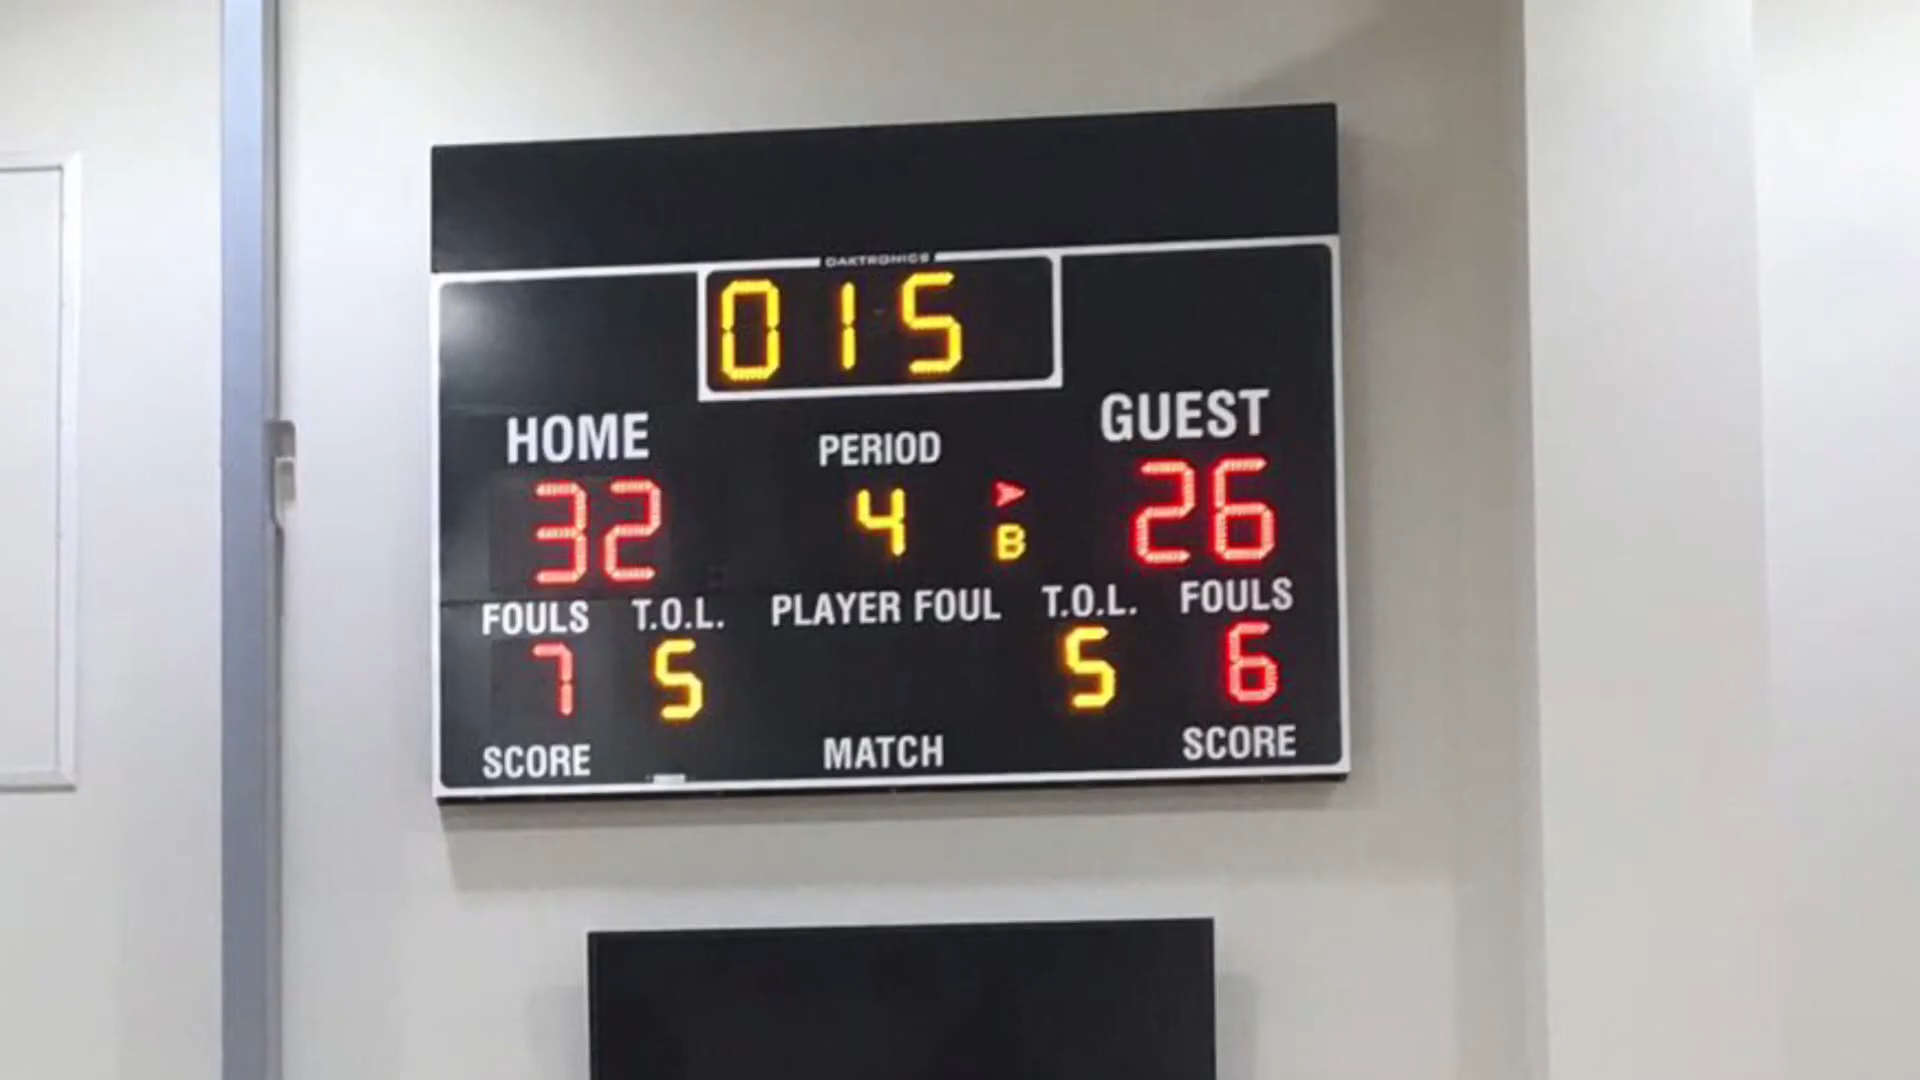 DAKTRONICS
015
HOME PERIOD GUEST
32 4 B 26
FOULS T.O.L. PLAYER FOUL T.O.L. FOULS
7 5 5 6
SCORE MATCH SCORE